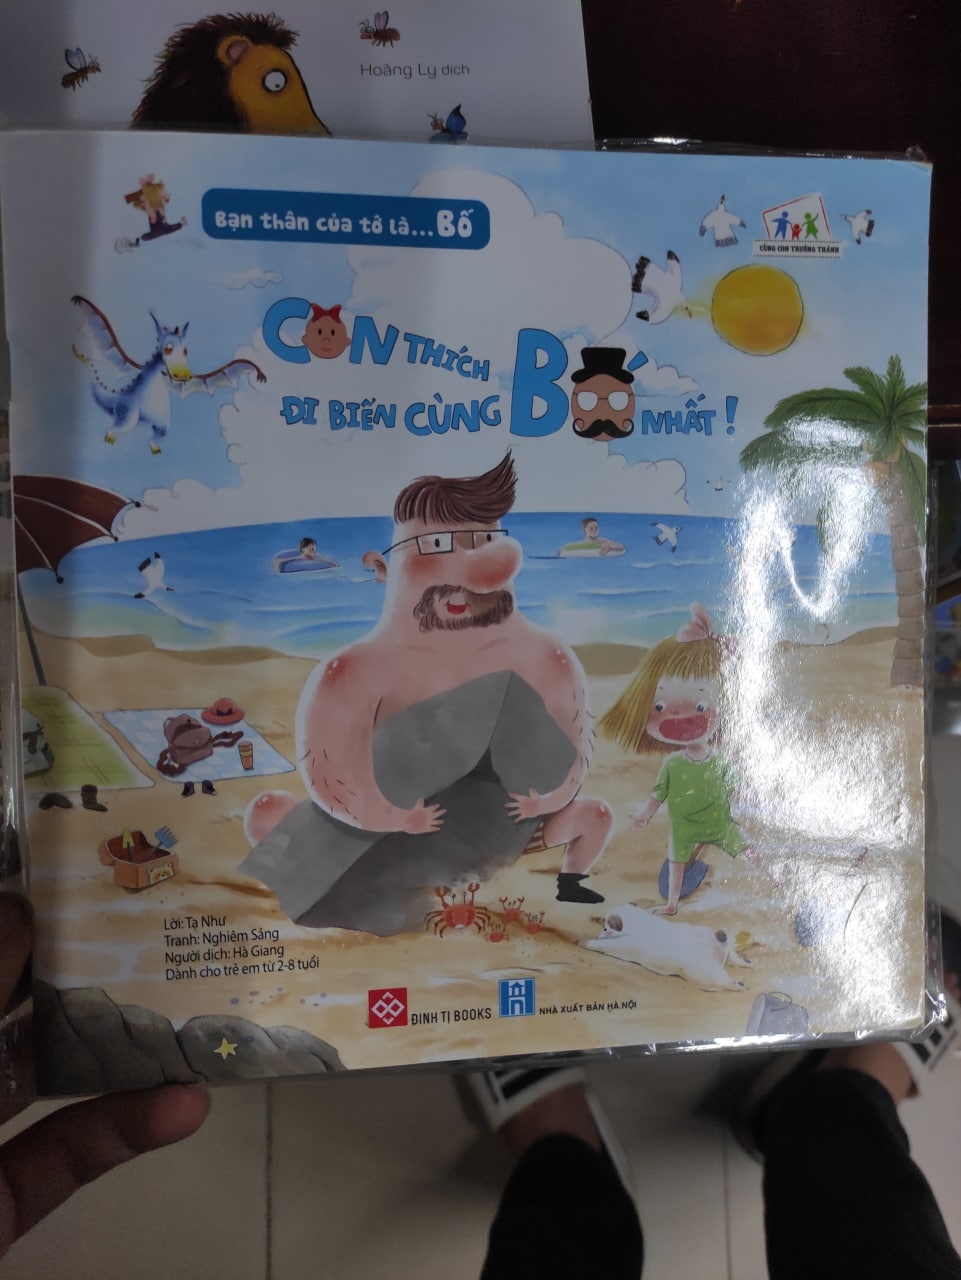 Hoàng Ly dịch
Bạn thân của tớ là... Bố
CÙNG CON TRƯỞNG THÀNH
CON THÍCH
ĐI BIỂN CÙNG BỐ NHẤT!
Lời: Tạ Như
Tranh: Nghiêm Sảng
Người dịch: Hà Giang
Dành cho trẻ em từ 2-8 tuổi
ĐINH TỊ BOOKS
NHÀ XUẤT BẢN HÀ NỘI